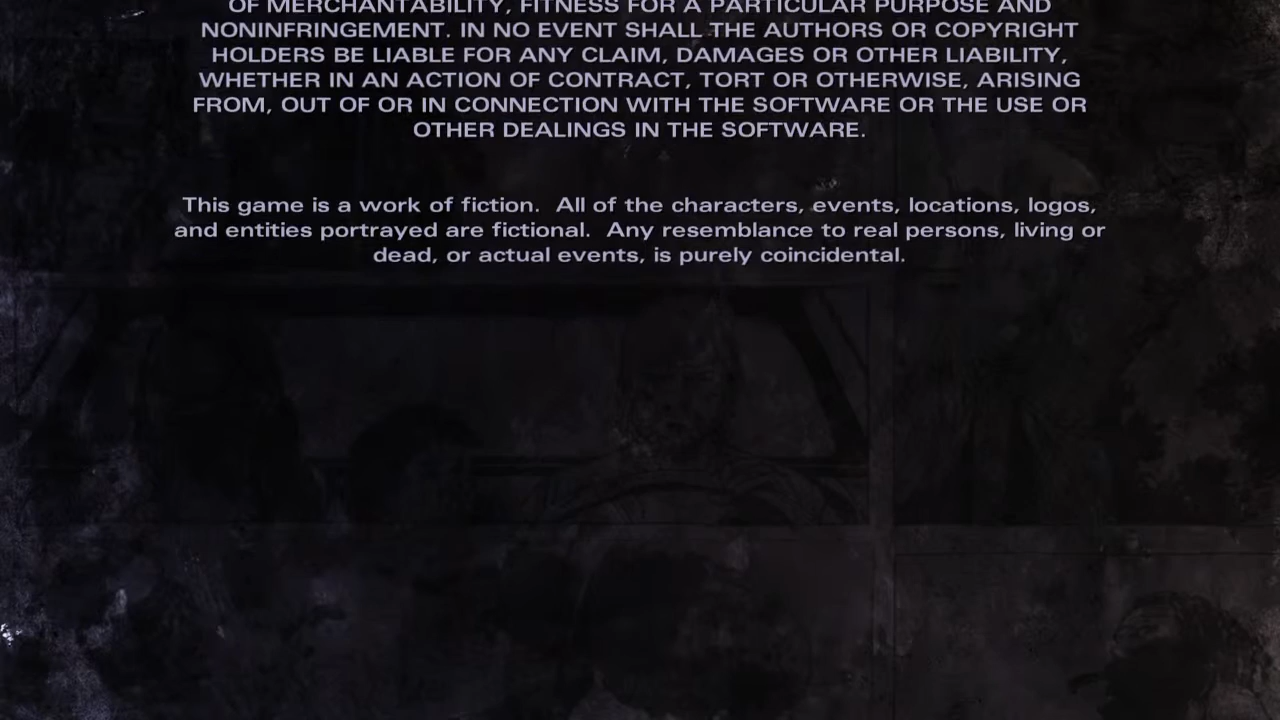 OF MERCHANTABILITY, FITNESS FOR A PARTICULAR PURPOSE AND
NONINFRINGEMENT. IN NO EVENT SHALL THE AUTHORS OR COPYRIGHT
HOLDERS BE LIABLE FOR ANY CLAIM, DAMAGES OR OTHER LIABILITY,
WHETHER IN AN ACTION OF CONTRACT, TORT OR OTHERWISE, ARISING
FROM, OUT OF OR IN CONNECTION WITH THE SOFTWARE OR THE USE OR
OTHER DEALINGS IN THE SOFTWARE.
This game is a work of fiction.  All of the characters, events, locations, logos,
and entities portrayed are fictional.  Any resemblance to real persons, living or
dead, or actual events, is purely coincidental.